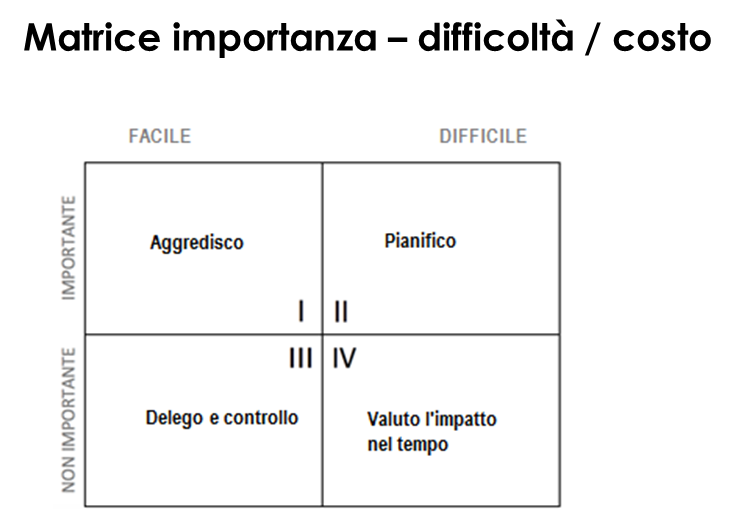 Matrice importanza – difficoltà / costo
FACILE
DIFFICILE
IMPORTANTE
Aggredisco
Pianifico
I
II
III
IV
NON IMPORTANTE
Delego e controllo
Valuto l'impatto
nel tempo